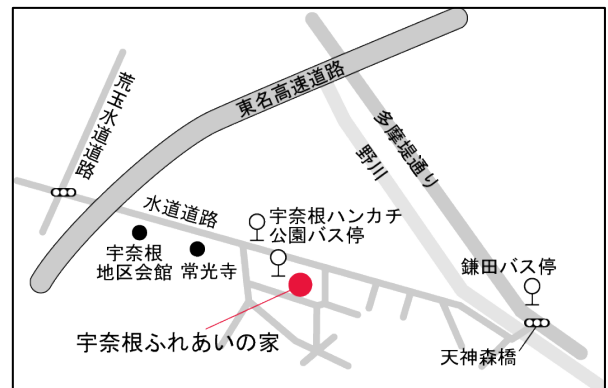 荒玉水道道路
東名高速道路
多摩堤通り
野川
水道道路
宇奈根ハンカチ
公園バス停
宇奈根
地区会館
常光寺
鎌田バス停
宇奈根ふれあいの家
天神森橋